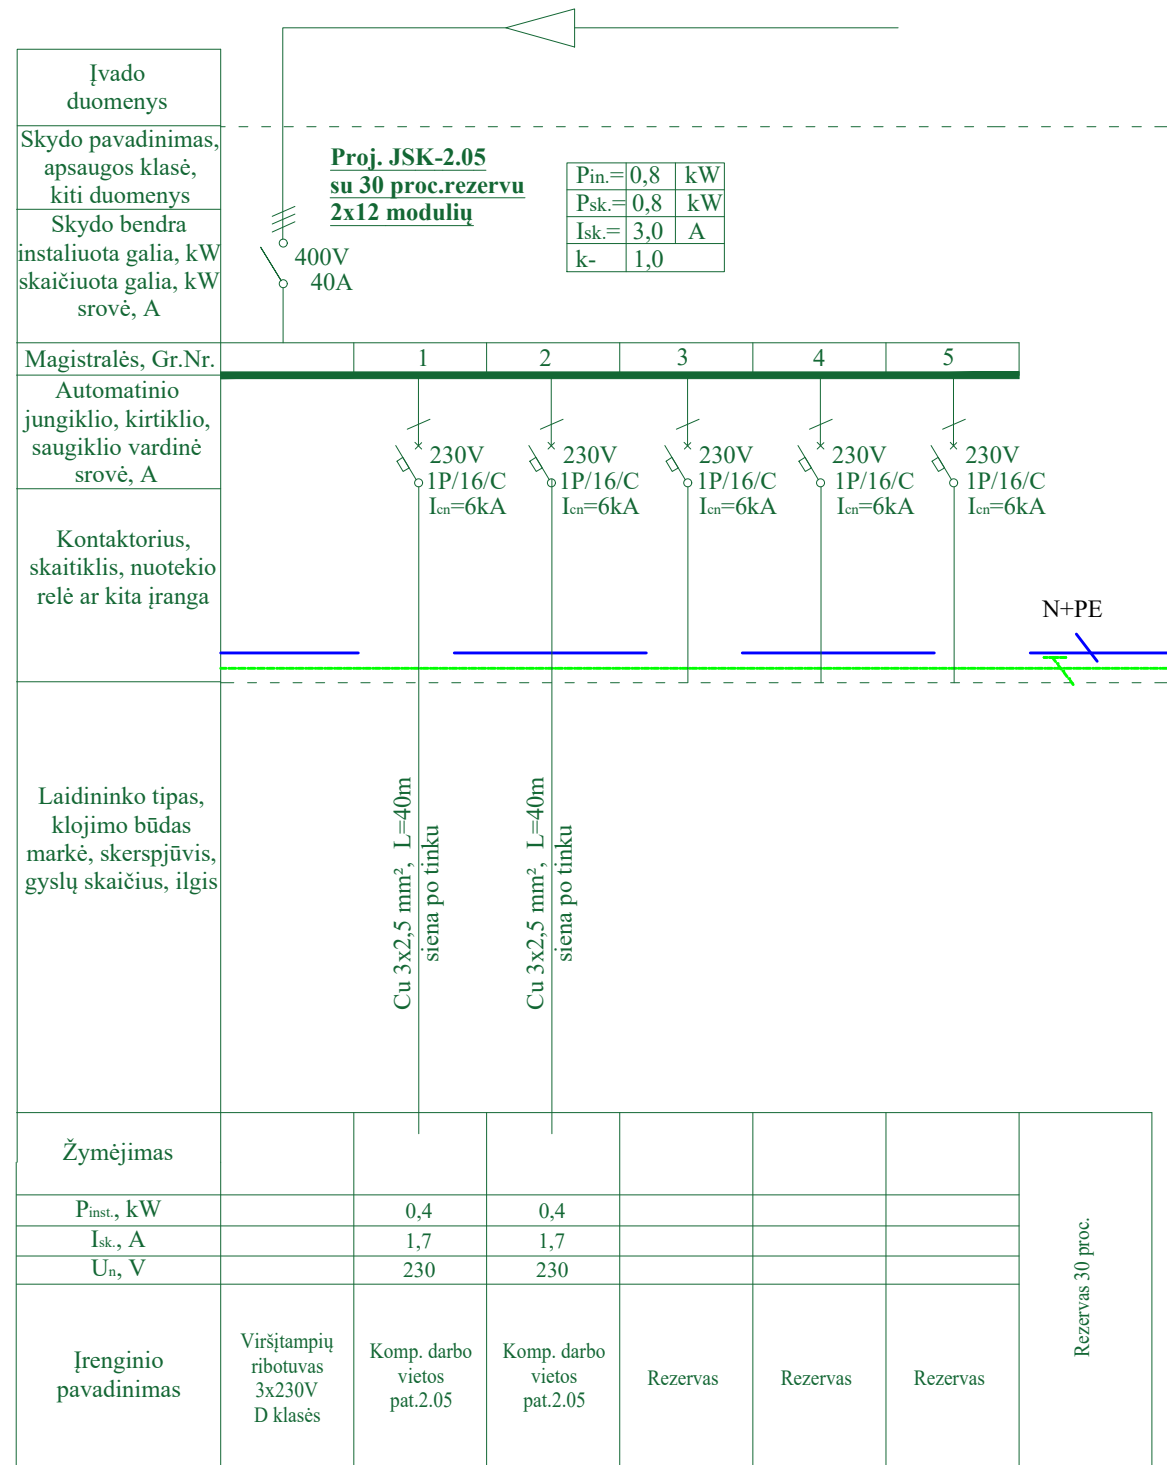 Įvado
duomenys
Skydo pavadinimas,
apsaugos klasė,
kiti duomenys
Skydo bendra
instaliuota galia, kW
skaičiuota galia, kW
srovė, A
Proj. JSK-2.05
su 30 proc.rezervu
2x12 modulių
Pin.= 0,8 kW
Psk.= 0,8 kW
Isk.= 3,0 A
k- 1,0
400V
40A
Magistralės, Gr.Nr. 1 2 3 4 5
Automatinio
jungiklio, kirtiklio,
saugiklio vardinė
srovė, A
230V
1P/16/C
Icn=6kA
230V
1P/16/C
Icn=6kA
230V
1P/16/C
Icn=6kA
230V
1P/16/C
Icn=6kA
230V
1P/16/C
Icn=6kA
Kontaktorius,
skaitiklis, nuotekio
relė ar kita įranga
N+PE
Laidininko tipas,
klojimo būdas
markė, skerspjūvis,
gyslų skaičius, ilgis
Cu 3x2,5 mm², L=40m
siena po tinku
Cu 3x2,5 mm², L=40m
siena po tinku
Žymėjimas
Pinst., kW 0,4 0,4
Isk., A 1,7 1,7
Un, V 230 230
Įrenginio
pavadinimas
Viršįtampių
ribotuvas
3x230V
D klasės
Komp. darbo
vietos
pat.2.05
Komp. darbo
vietos
pat.2.05
Rezervas
Rezervas
Rezervas
Rezervas 30 proc.